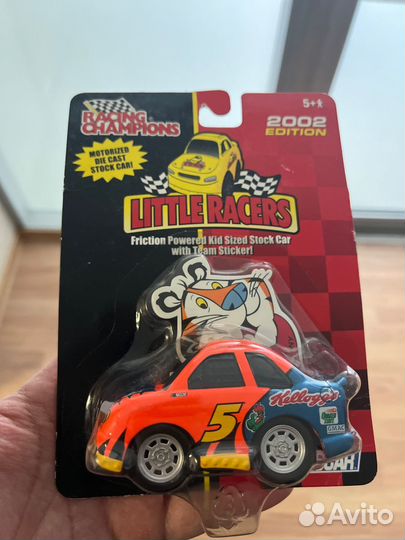 RACING
CHAMPIONS
5+
2002
EDITION
MOTORIZED
DIE CAST
STOCK CAR!
LITTLE RACERS
Friction Powered Kid Sized Stock Car
with Team Sticker!
5
Kellogg's
GMAC
Avito